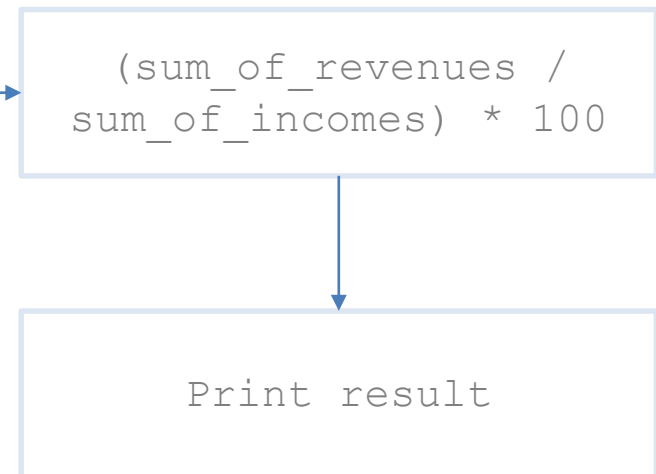 (sum_of_revenues /
sum_of_incomes) * 100
Print result